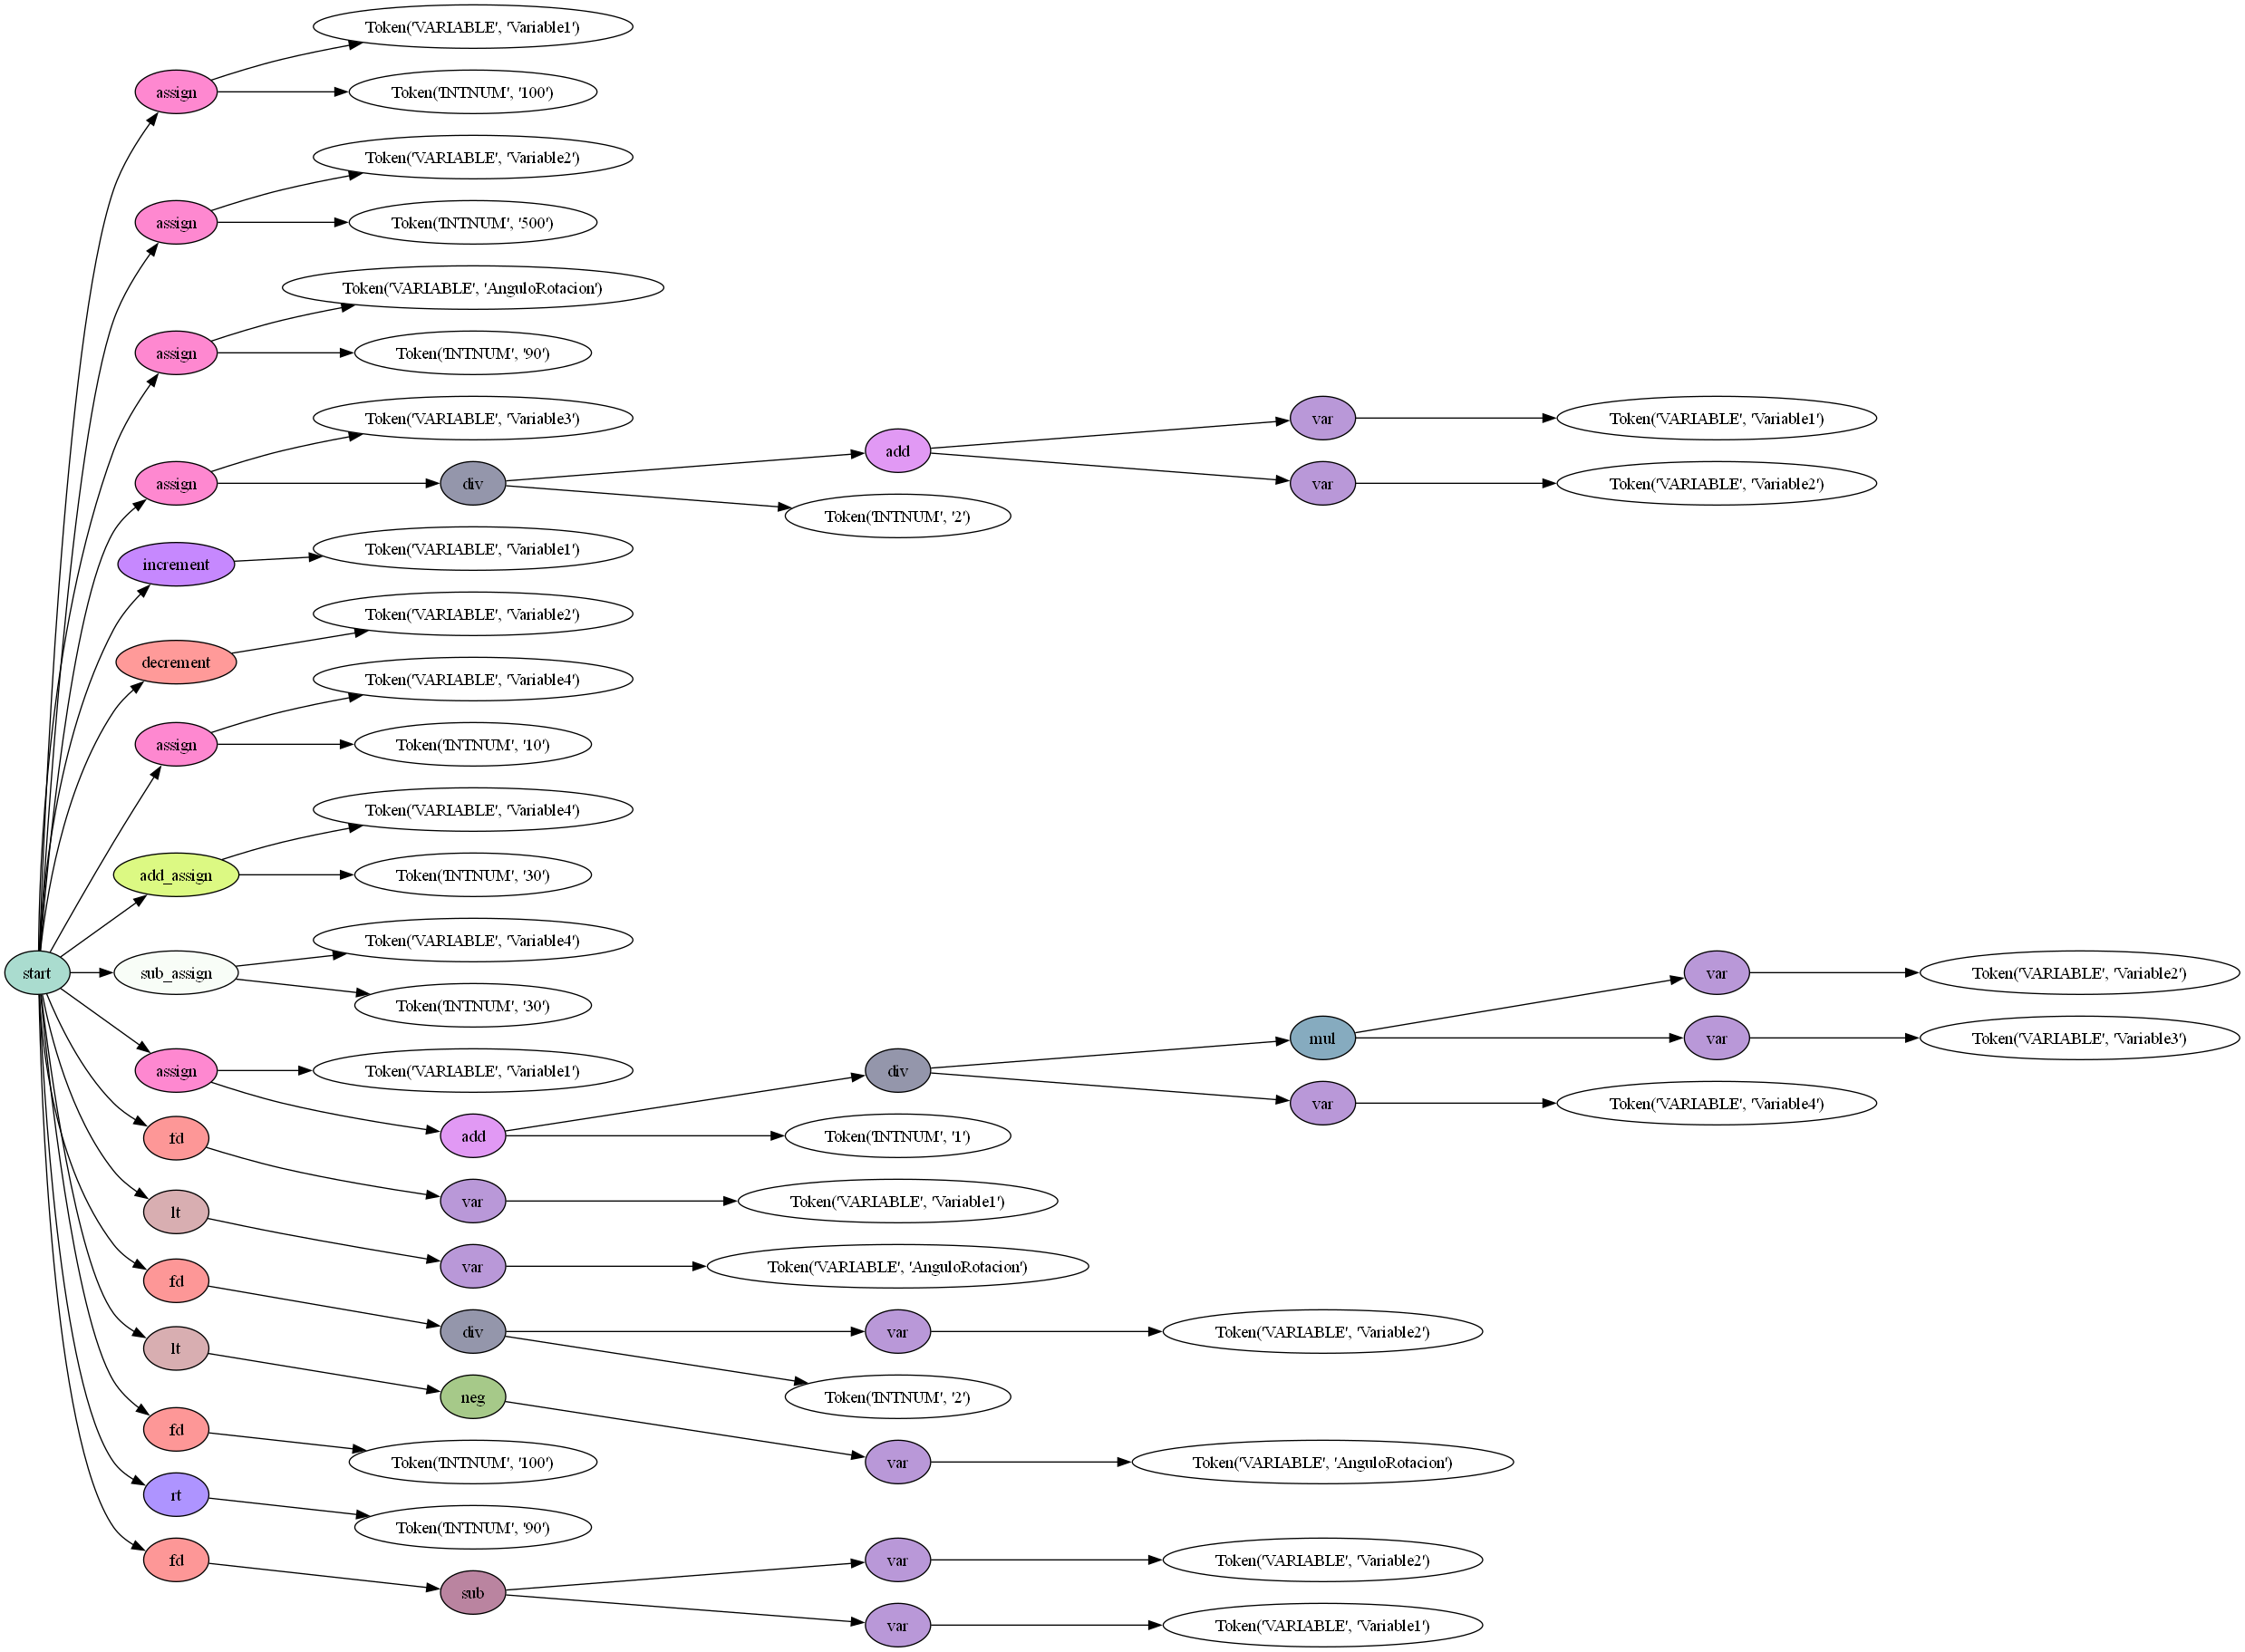 Token('VARIABLE', 'Variable1')
assign
Token('INTNUM', '100')
Token('VARIABLE', 'Variable2')
assign
Token('INTNUM', '500')
Token('VARIABLE', 'AnguloRotacion')
assign
Token('INTNUM', '90')
Token('VARIABLE', 'Variable3')
assign
div
add
var
Token('VARIABLE', 'Variable1')
var
Token('VARIABLE', 'Variable2')
Token('INTNUM', '2')
increment
Token('VARIABLE', 'Variable1')
decrement
Token('VARIABLE', 'Variable2')
assign
Token('VARIABLE', 'Variable4')
Token('INTNUM', '10')
add_assign
Token('VARIABLE', 'Variable4')
Token('INTNUM', '30')
start
sub_assign
Token('VARIABLE', 'Variable4')
Token('INTNUM', '30')
assign
Token('VARIABLE', 'Variable1')
add
div
mul
var
Token('VARIABLE', 'Variable2')
var
Token('VARIABLE', 'Variable3')
var
Token('VARIABLE', 'Variable4')
Token('INTNUM', '1')
fd
var
Token('VARIABLE', 'Variable1')
lt
var
Token('VARIABLE', 'AnguloRotacion')
fd
div
var
Token('VARIABLE', 'Variable2')
Token('INTNUM', '2')
lt
neg
var
Token('VARIABLE', 'AnguloRotacion')
fd
Token('INTNUM', '100')
rt
Token('INTNUM', '90')
fd
sub
var
Token('VARIABLE', 'Variable2')
var
Token('VARIABLE', 'Variable1')